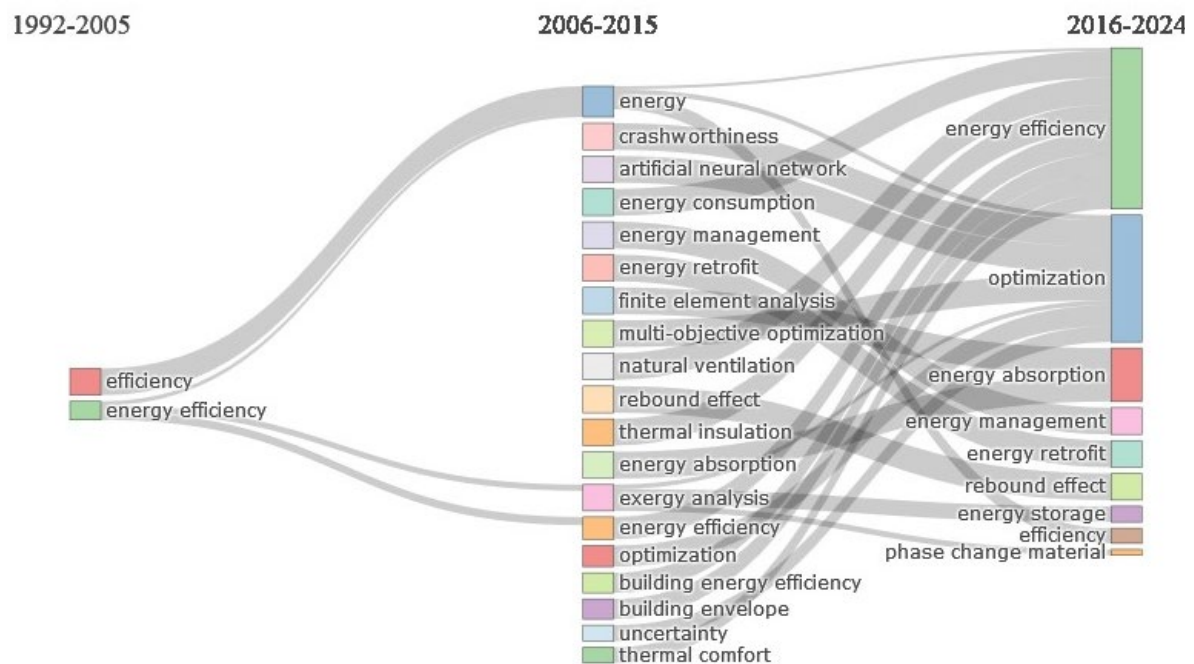 1992-2005
2006-2015
2016-2024
efficiency
energy efficiency
energy
crashworthiness
artificial neural network
energy consumption
energy management
energy retrofit
finite element analysis
multi-objective optimization
natural ventilation
rebound effect
thermal insulation
energy absorption
exergy analysis
energy efficiency
optimization
building energy efficiency
building envelope
uncertainty
thermal comfort
energy efficiency
optimization
energy absorption
energy management
energy retrofit
rebound effect
energy storage
efficiency
phase change material